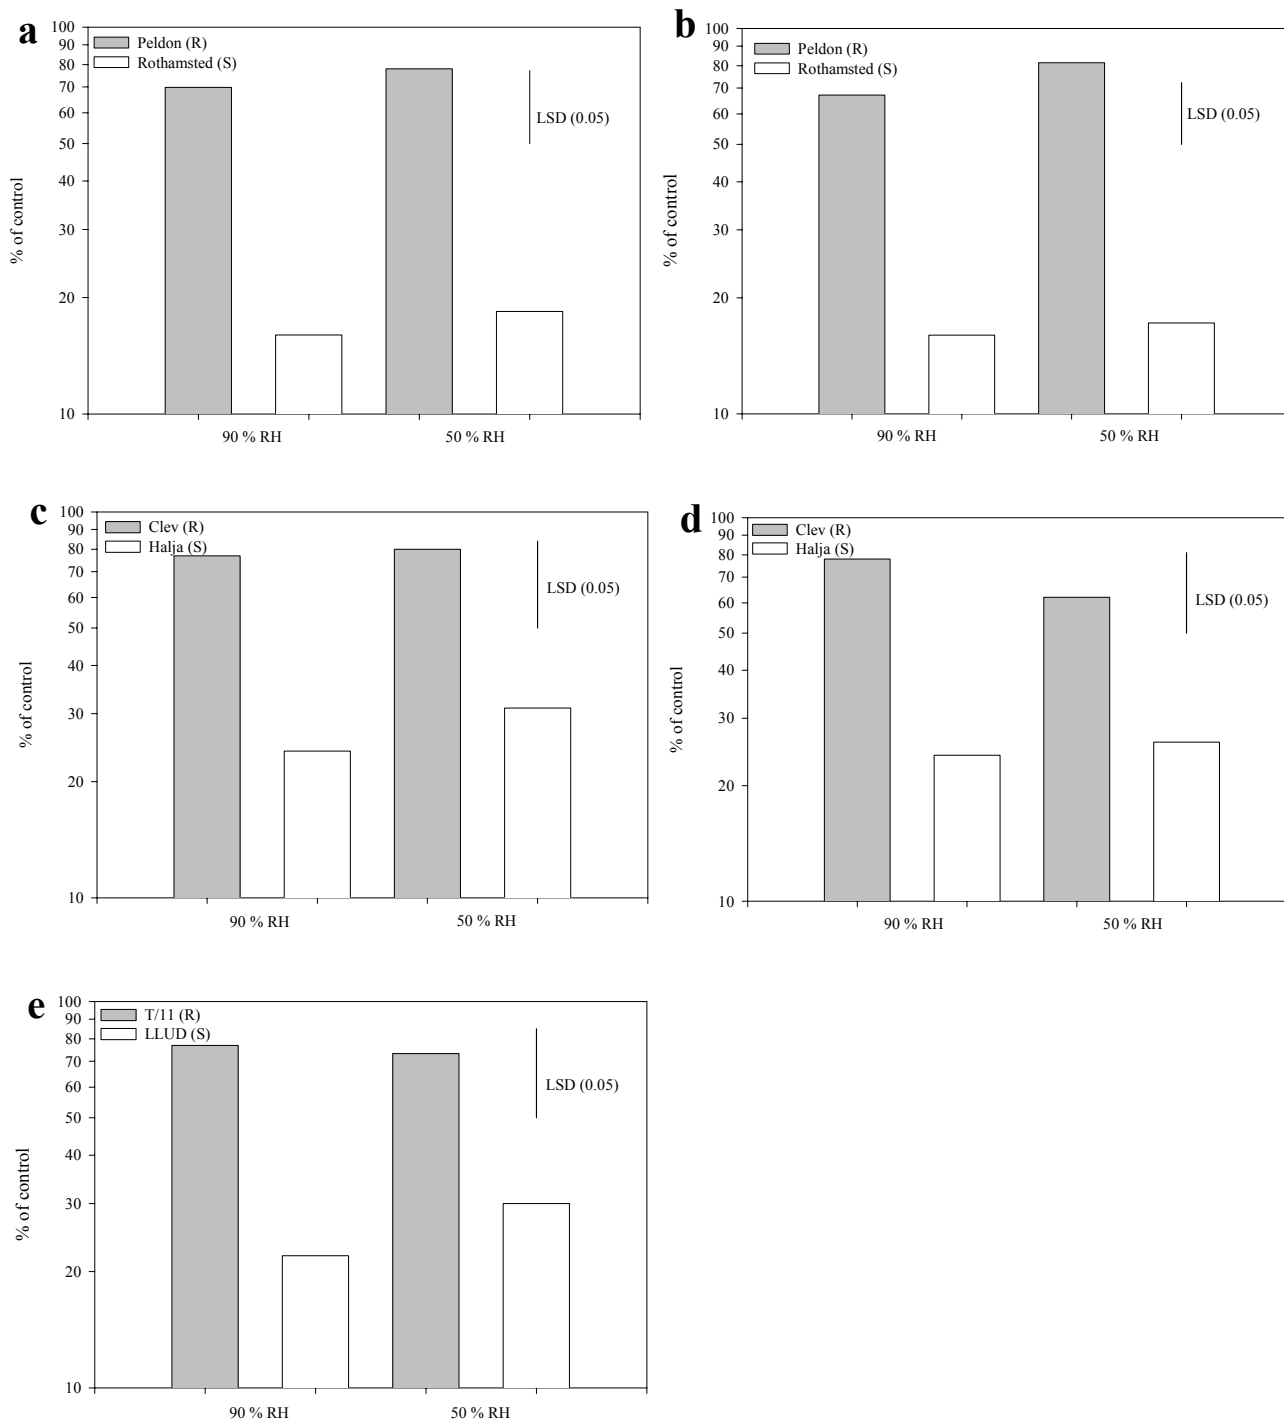 a
100
90
80
70
60
50
40
30
20
10
% of control
Peldon (R)
Rothamsted (S)
LSD (0.05)
90 % RH
50 % RH
b
100
90
80
70
60
50
40
30
20
10
% of control
Peldon (R)
Rothamsted (S)
LSD (0.05)
90 % RH
50 % RH
c
100
90
80
70
60
50
40
30
20
10
% of control
Clev (R)
Halja (S)
LSD (0.05)
90 % RH
50 % RH
d
100
90
80
70
60
50
40
30
20
10
% of control
Clev (R)
Halja (S)
LSD (0.05)
90 % RH
50 % RH
e
100
90
80
70
60
50
40
30
20
10
% of control
T/11 (R)
LLUD (S)
LSD (0.05)
90 % RH
50 % RH